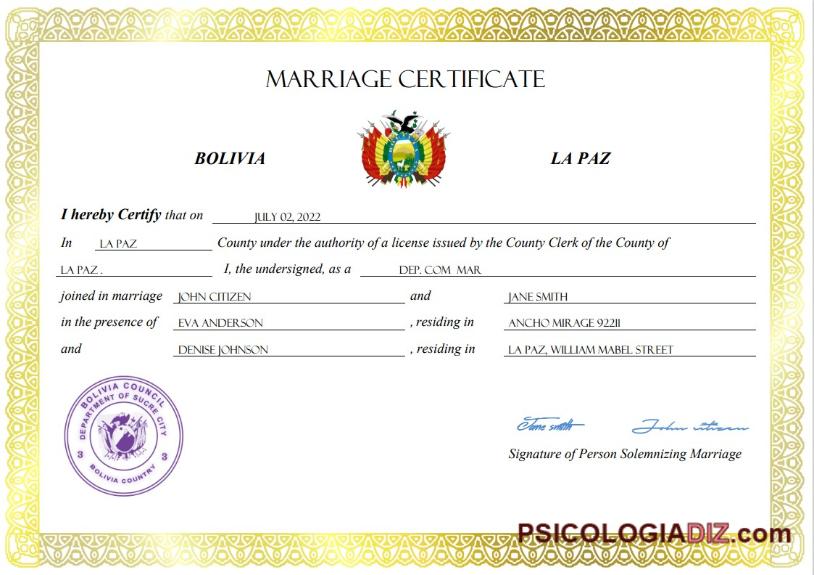 MARRIAGE CERTIFICATE
BOLIVIA LA PAZ
I hereby Certify that on JULY 02, 2022
In LA PAZ County under the authority of a license issued by the County Clerk of the County of
LA PAZ . I, the undersigned, as a DEP. COM MAR
joined in marriage JOHN CITIZEN and JANE SMITH
in the presence of EVA ANDERSON , residing in ANCHO MIRAGE 92211
and DENISE JOHNSON , residing in LA PAZ, WILLIAM MABEL STREET
BOLIVIA COUNCIL
DEPARTMENT OF SUCRE CITY
3 3
BOLIVIA COUNTRY
Jane smith John citizen
Signature of Person Solemnizing Marriage
PSICOLOGIADIZ.com